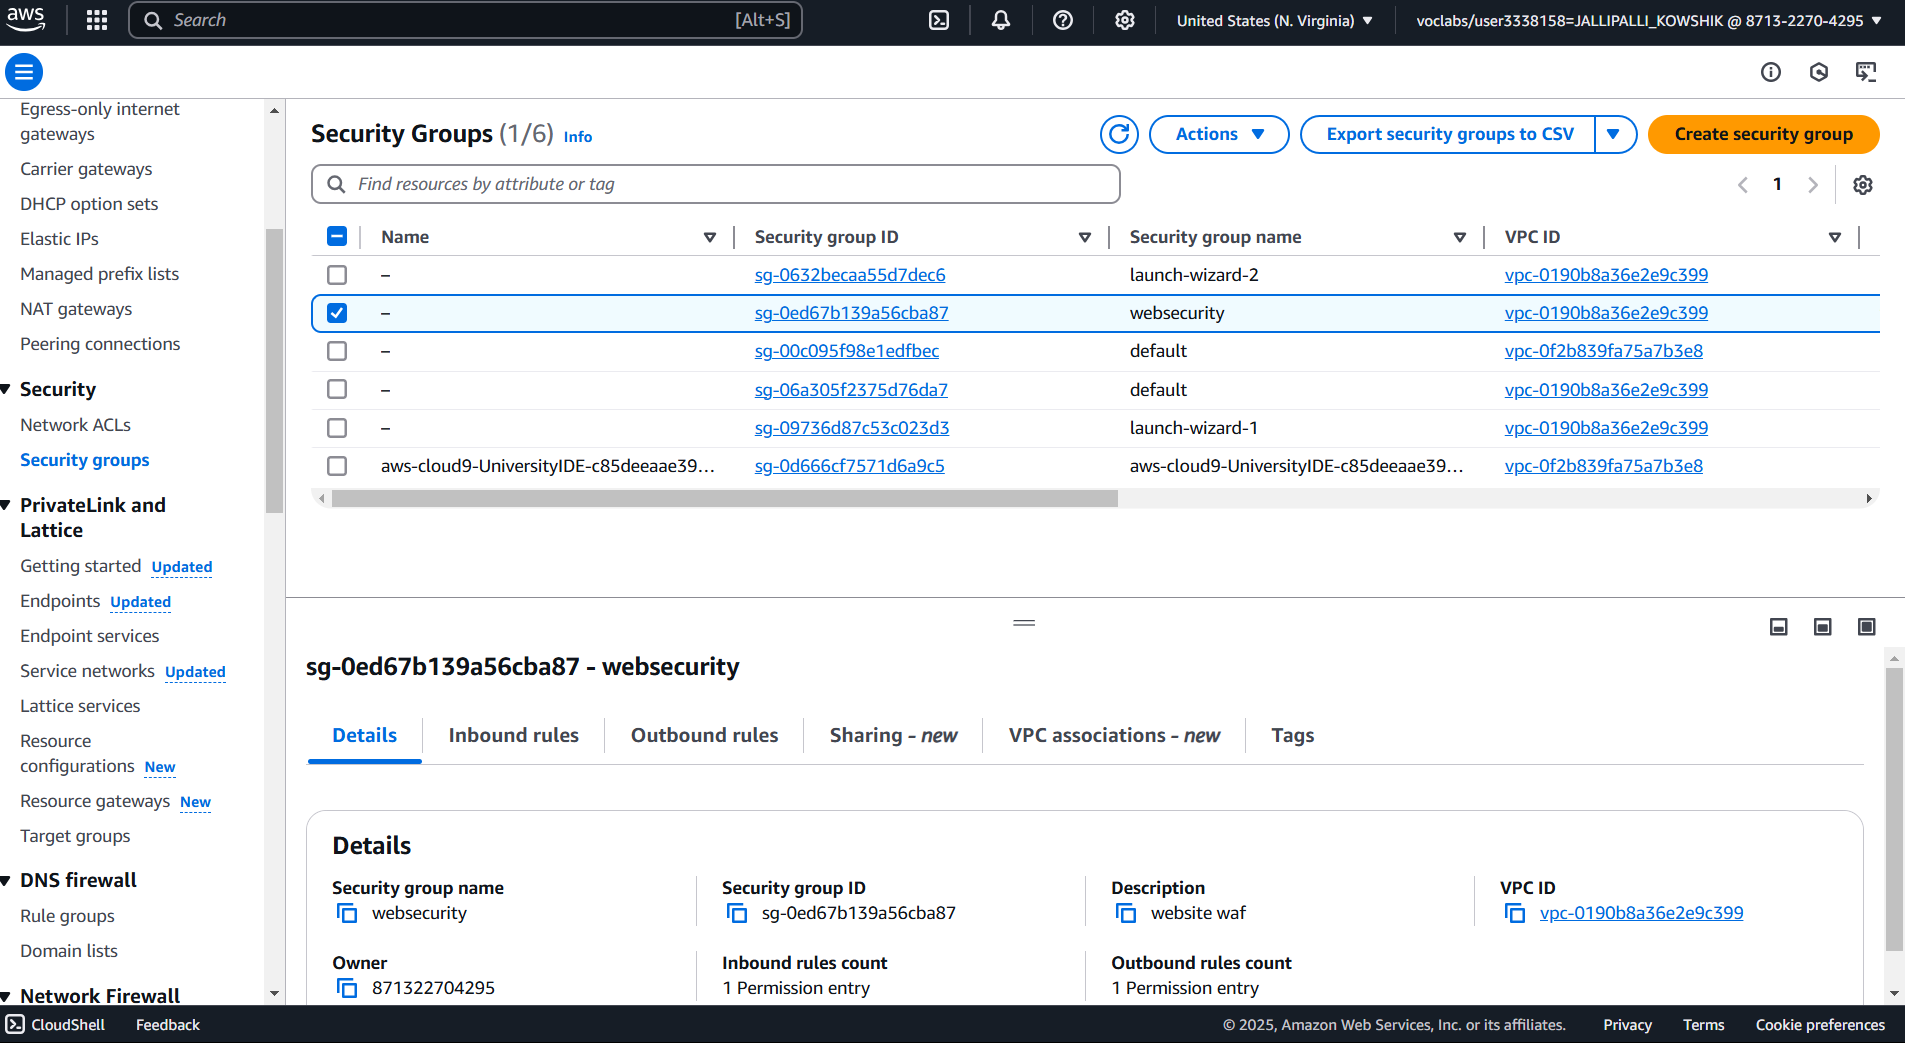 aws
Search
[Alt+S]
United States (N. Virginia)
voclabs/user3338158=JALLIPALLI_KOWSHIK @ 8713-2270-4295
Egress-only internet
gateways
Carrier gateways
DHCP option sets
Elastic IPs
Managed prefix lists
NAT gateways
Peering connections
Security
Network ACLs
Security groups
PrivateLink and
Lattice
Getting started Updated
Endpoints Updated
Endpoint services
Service networks Updated
Lattice services
Resource
configurations New
Resource gateways New
Target groups
DNS firewall
Rule groups
Domain lists
Network Firewall
Security Groups (1/6) Info
Actions
Export security groups to CSV
Create security group
Find resources by attribute or tag
1
Name Security group ID Security group name VPC ID
– sg-0632becaa55d7dec6 launch-wizard-2 vpc-0190b8a36e2e9c399
– sg-0ed67b139a56cba87 websecurity vpc-0190b8a36e2e9c399
– sg-00c095f98e1edfbec default vpc-0f2b839fa75a7b3e8
– sg-06a305f2375d76da7 default vpc-0190b8a36e2e9c399
– sg-09736d87c53c023d3 launch-wizard-1 vpc-0190b8a36e2e9c399
aws-cloud9-UniversityIDE-c85deeaae39... sg-0d666cf7571d6a9c5 aws-cloud9-UniversityIDE-c85deeaae39... vpc-0f2b839fa75a7b3e8
sg-0ed67b139a56cba87 - websecurity
Details Inbound rules Outbound rules Sharing - new VPC associations - new Tags
Details
Security group name
websecurity
Security group ID
sg-0ed67b139a56cba87
Description
website waf
VPC ID
vpc-0190b8a36e2e9c399
Owner
871322704295
Inbound rules count
1 Permission entry
Outbound rules count
1 Permission entry
CloudShell Feedback © 2025, Amazon Web Services, Inc. or its affiliates. Privacy Terms Cookie preferences